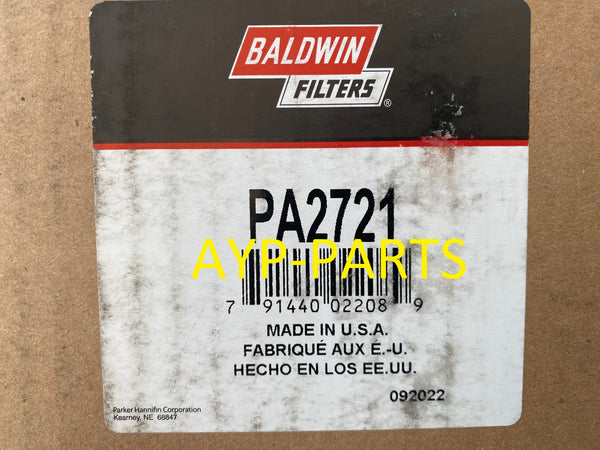 BALDWIN
FILTERS®
PA2721
AYP-PARTS
7 91440 02208 9
MADE IN U.S.A.
FABRIQUÉ AUX É.-U.
HECHO EN LOS EE.UU.
092022
Parker Hannifin Corporation
Kearney, NE 68847